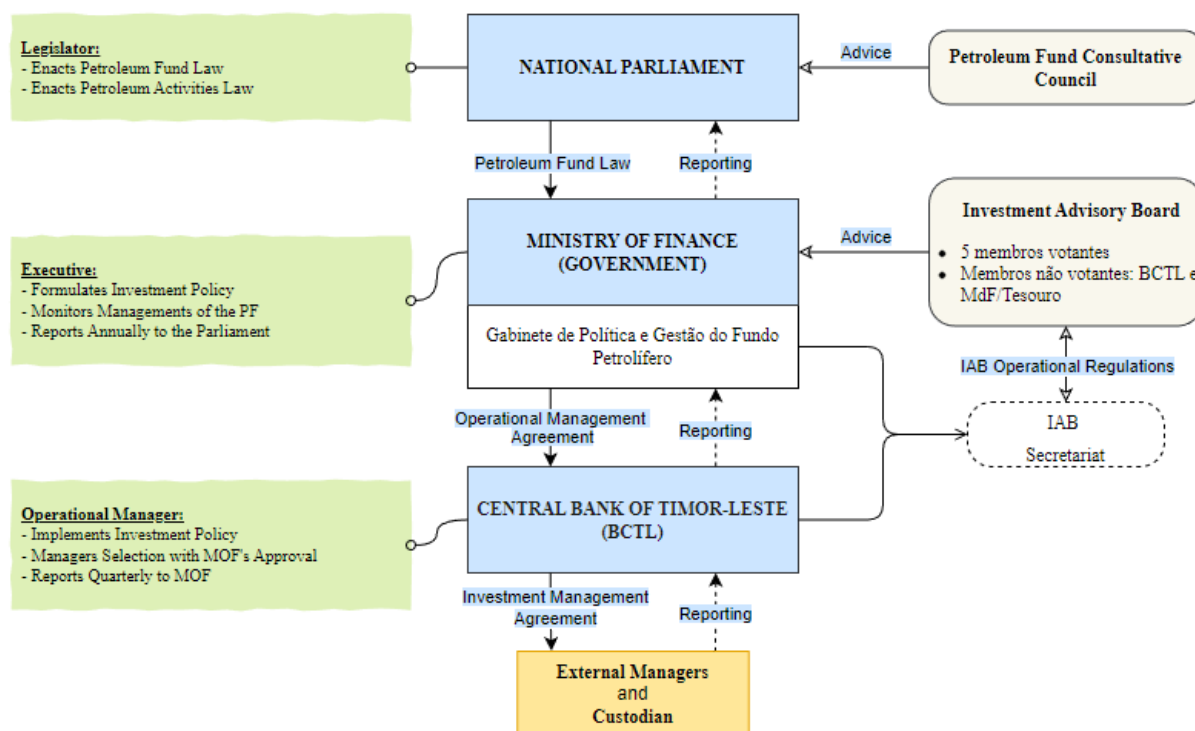 Legislator:
- Enacts Petroleum Fund Law
- Enacts Petroleum Activities Law
NATIONAL PARLIAMENT
Advice
Petroleum Fund Consultative
Council
Petroleum Fund Law
Reporting
Executive:
- Formulates Investment Policy
- Monitors Managements of the PF
- Reports Annually to the Parliament
MINISTRY OF FINANCE
(GOVERNMENT)
Gabinete de Política e Gestão do Fundo
Petrolífero
Advice
Investment Advisory Board
• 5 membros votantes
• Membros não votantes: BCTL e
MdF/Tesouro
IAB Operational Regulations
IAB
Secretariat
Operational Management
Agreement
Reporting
Operational Manager:
- Implements Investment Policy
- Managers Selection with MOF's Approval
- Reports Quarterly to MOF
CENTRAL BANK OF TIMOR-LESTE
(BCTL)
Investment Management
Agreement
Reporting
External Managers
and
Custodian